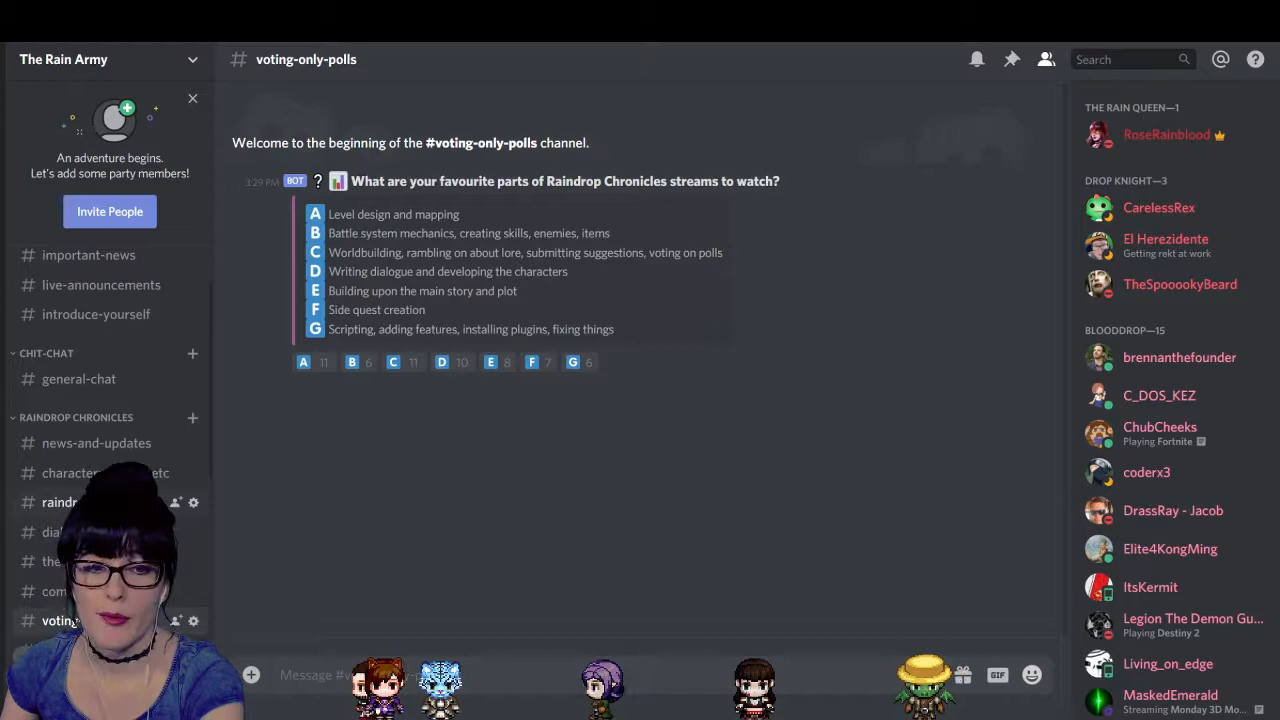 The Rain Army
# voting-only-polls
Search
An adventure begins.
Let's add some party members!
Invite People
# important-news
# live-announcements
# introduce-yourself
CHIT-CHAT
# general-chat
RAINDROP CHRONICLES
# news-and-updates
Welcome to the beginning of the #voting-only-polls channel.
3:29 PM BOT ? What are your favourite parts of Raindrop Chronicles streams to watch?
A Level design and mapping
B Battle system mechanics, creating skills, enemies, items
C Worldbuilding, rambling on about lore, submitting suggestions, voting on polls
D Writing dialogue and developing the characters
E Building upon the main story and plot
F Side quest creation
G Scripting, adding features, installing plugins, fixing things
A 11 B 6 C 11 D 10 E 8 F 7 G 6
Message
GIF
THE RAIN QUEEN—1
RoseRainblood
DROP KNIGHT—3
CarelessRex
El Herezidente
Getting rekt at work
TheSpooookyBeard
BLOODDROP—15
brennanthefounder
C_DOS_KEZ
ChubCheeks
Playing Fortnite
coderx3
DrassRay - Jacob
Elite4KongMing
ItsKermit
Legion The Demon Gu...
Playing Destiny 2
Living_on_edge
MaskedEmerald
Streaming Monday 3D Mo...